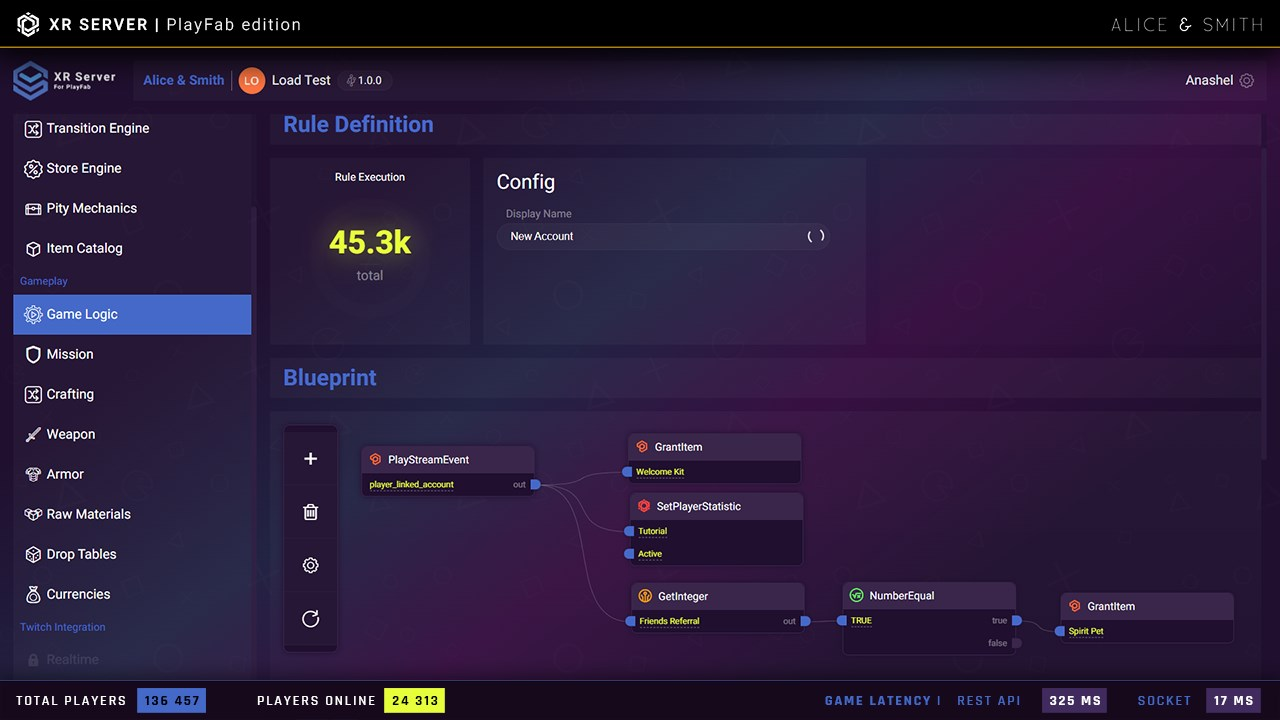 XR SERVER | PlayFab edition
ALICE & SMITH
XR Server
For PlayFab
Alice & Smith
LO Load Test
1.0.0
Anashel
Transition Engine
Store Engine
Pity Mechanics
Item Catalog
Gameplay
Game Logic
Mission
Crafting
Weapon
Armor
Raw Materials
Drop Tables
Currencies
Twitch Integration
Realtime
Rule Definition
Rule Execution
45.3k
total
Config
Display Name
New Account
Blueprint
PlayStreamEvent
player_linked_account out
GrantItem
Welcome Kit
SetPlayerStatistic
Tutorial
Active
GetInteger
Friends Referral out
NumberEqual
TRUE true
false
GrantItem
Spirit Pet
TOTAL PLAYERS 136 457
PLAYERS ONLINE 24 313
GAME LATENCY | REST API 325 MS SOCKET 17 MS